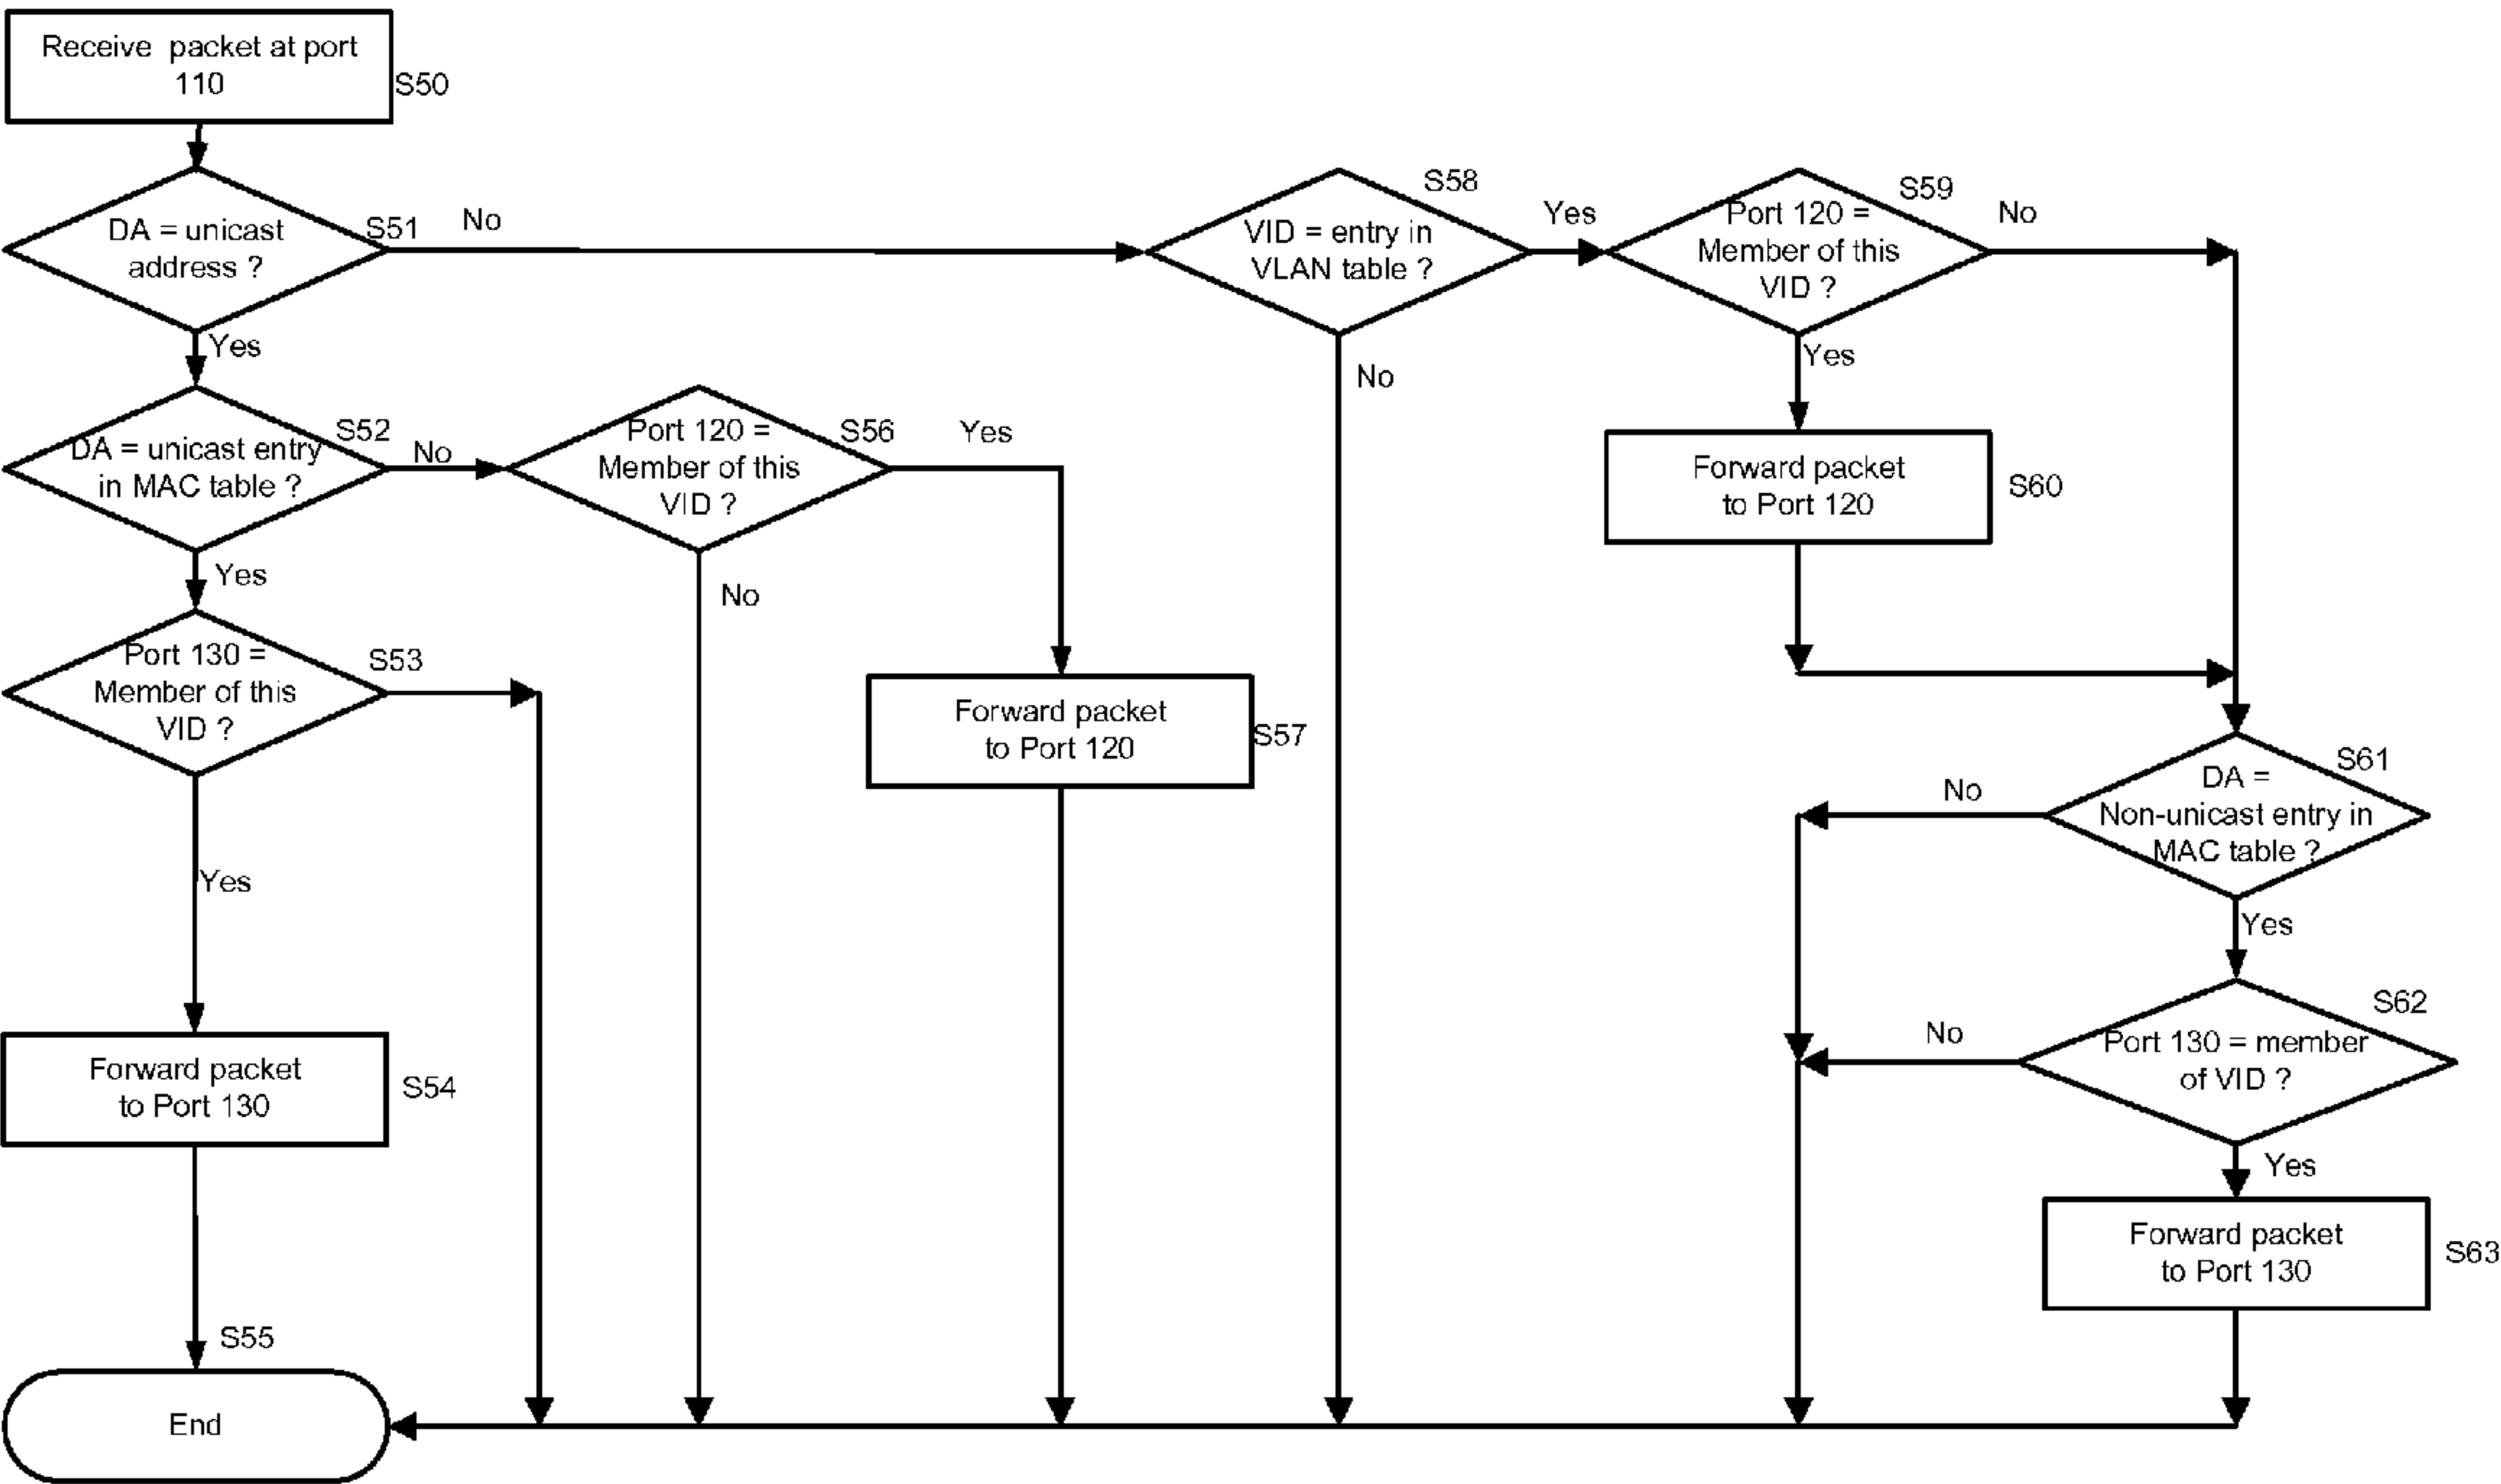 Receive packet at port
110
S50
DA = unicast
address ?
S51
No
Yes
VID = entry in
VLAN table ?
S58
Yes
No
Port 120 =
Member of this
VID ?
S59
No
Yes
DA = unicast entry
in MAC table ?
S52
No
Yes
Port 120 =
Member of this
VID ?
S56
Yes
No
Forward packet
to Port 120
S60
Port 130 =
Member of this
VID ?
S53
Yes
Forward packet
to Port 120
S57
DA =
Non-unicast entry in
MAC table ?
S61
No
Yes
Port 130 = member
of VID ?
S62
No
Yes
Forward packet
to Port 130
S54
Forward packet
to Port 130
S63
S55
End